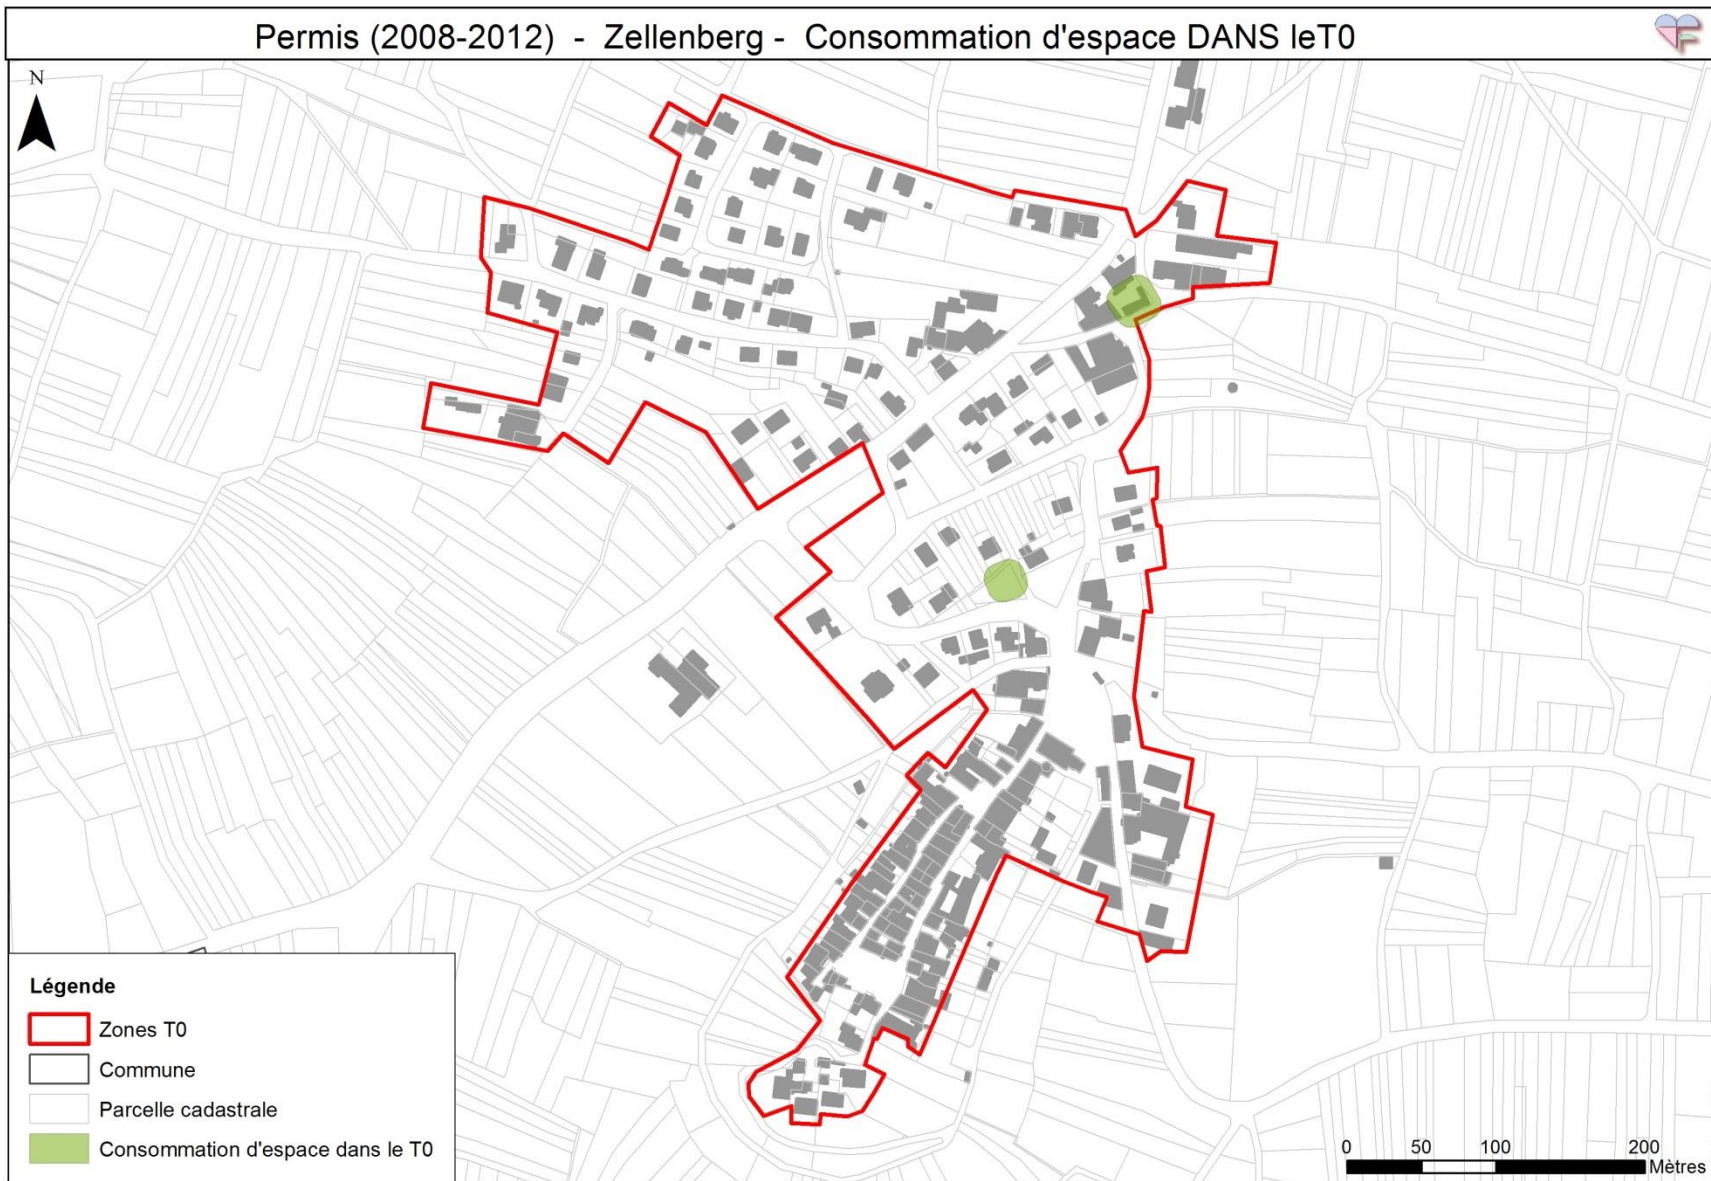 Permis (2008-2012) - Zellenberg - Consommation d'espace DANS leT0
N
Légende
Zones T0
Commune
Parcelle cadastrale
Consommation d'espace dans le T0
0 50 100 200
Mètres